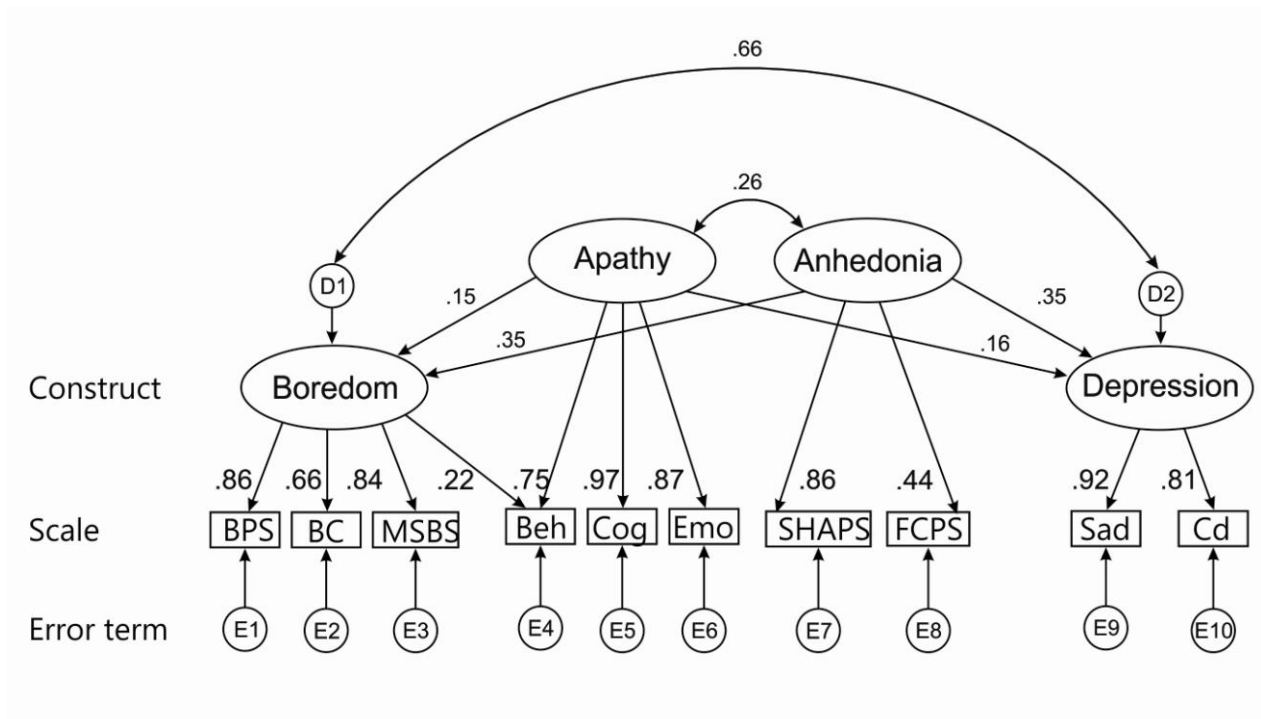 .66
.26
Apathy Anhedonia
D1 D2
.15 .35
.35 .16
Construct Boredom Depression
.86 .66 .84 .22 .75 .97 .87 .86 .44 .92 .81
Scale BPS BC MSBS Beh Cog Emo SHAPS FCPS Sad Cd
Error term E1 E2 E3 E4 E5 E6 E7 E8 E9 E10